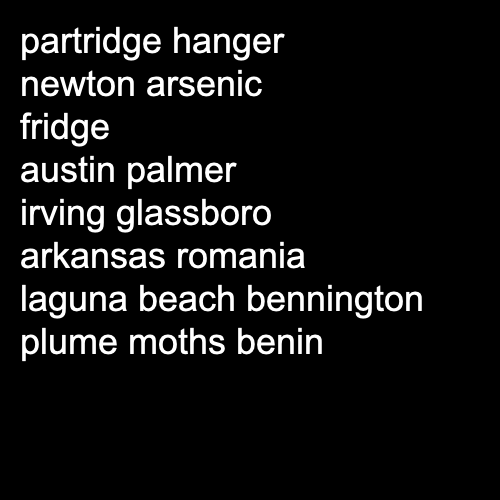 partridge hanger
newton arsenic
fridge
austin palmer
irving glassboro
arkansas romania
laguna beach bennington
plume moths benin